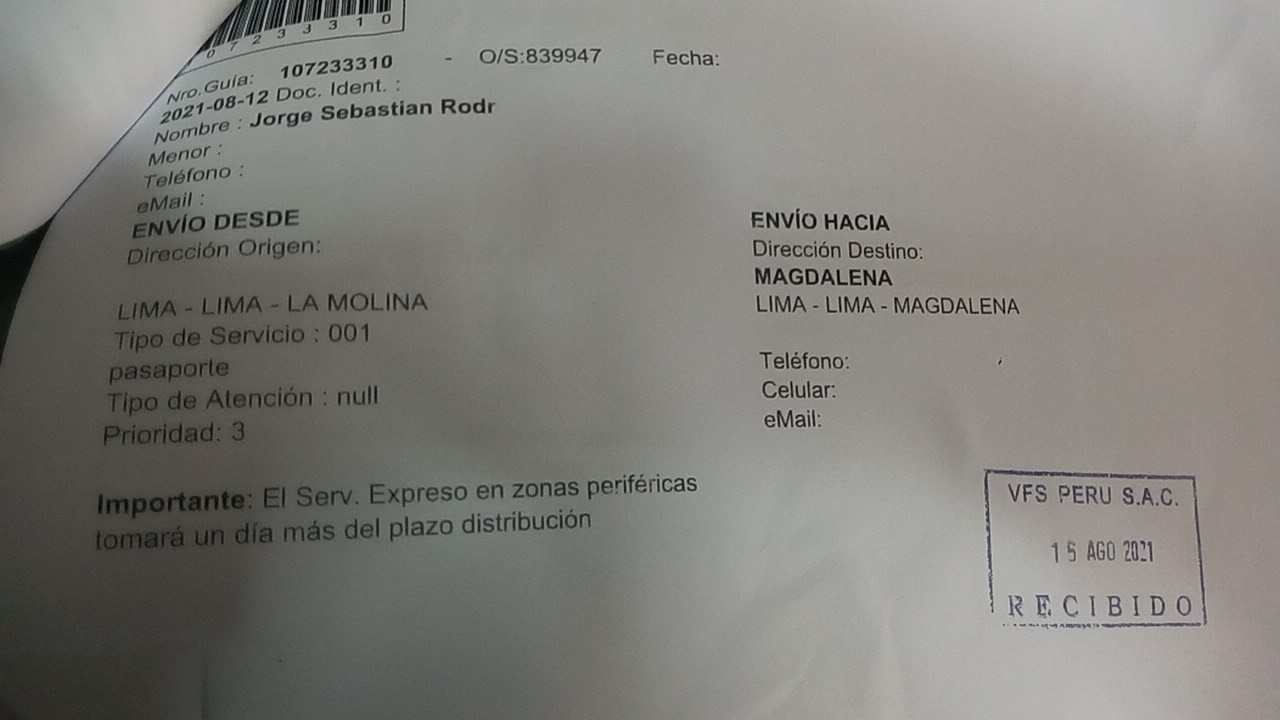 0 7 2 3 3 3 1 0
Nro.Guía: 107233310 - O/S:839947 Fecha:
2021-08-12 Doc. Ident. :
Nombre : Jorge Sebastian Rodr
Menor :
Teléfono :
eMail :
ENVÍO DESDE
Dirección Origen:
LIMA - LIMA - LA MOLINA
Tipo de Servicio : 001
pasaporte
Tipo de Atención : null
Prioridad: 3
ENVÍO HACIA
Dirección Destino:
MAGDALENA
LIMA - LIMA - MAGDALENA
Teléfono:
Celular:
eMail:
Importante: El Serv. Expreso en zonas periféricas
tomará un día más del plazo distribución
VFS PERU S.A.C.
15 AGO 2021
RECIBIDO